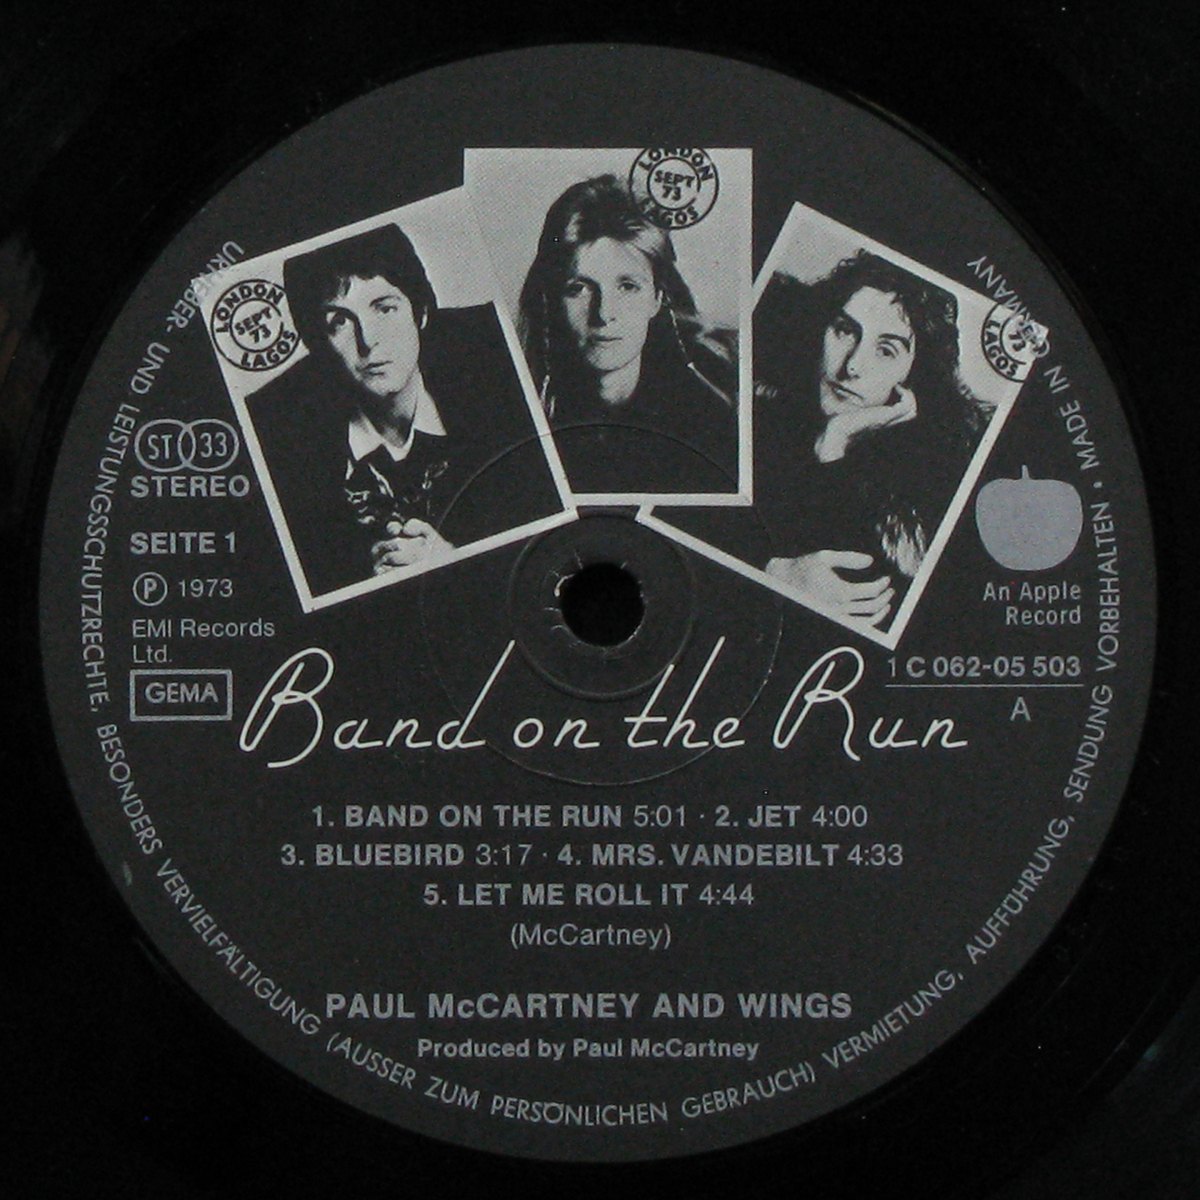 LONDON
SEPT
73
LAGOS
LONDON
SEPT
73
LAGOS
73
LAGOS
ST 33
STEREO
SEITE 1
Ⓟ 1973
EMI Records
Ltd.
GEMA
An Apple
Record
1 C 062-05 503
A
Band on the Run
1. BAND ON THE RUN 5:01 · 2. JET 4:00
3. BLUEBIRD 3:17 · 4. MRS. VANDEBILT 4:33
5. LET ME ROLL IT 4:44
(McCartney)
PAUL McCARTNEY AND WINGS
Produced by Paul McCartney
URHEBER- UND LEISTUNGSSCHUTZRECHTE, BESONDERS VERVIELFÄLTIGUNG (AUSSER ZUM PERSÖNLICHEN GEBRAUCH) VERMIETUNG, AUFFÜHRUNG, SENDUNG VORBEHALTEN • MADE IN GERMANY